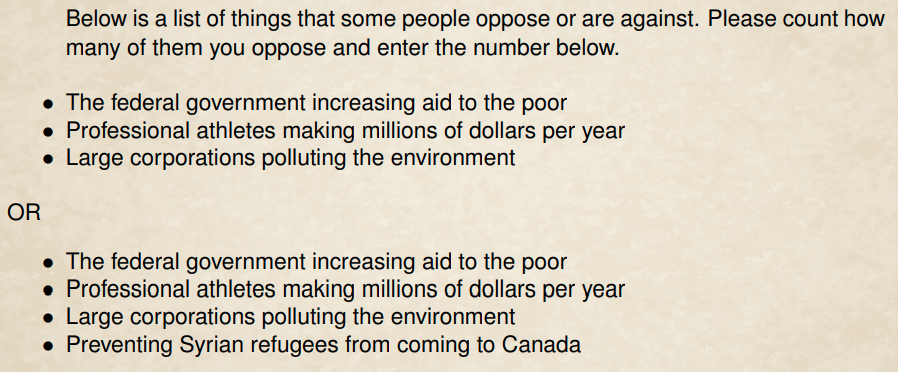 Below is a list of things that some people oppose or are against. Please count how
many of them you oppose and enter the number below.
• The federal government increasing aid to the poor
• Professional athletes making millions of dollars per year
• Large corporations polluting the environment
OR
• The federal government increasing aid to the poor
• Professional athletes making millions of dollars per year
• Large corporations polluting the environment
• Preventing Syrian refugees from coming to Canada